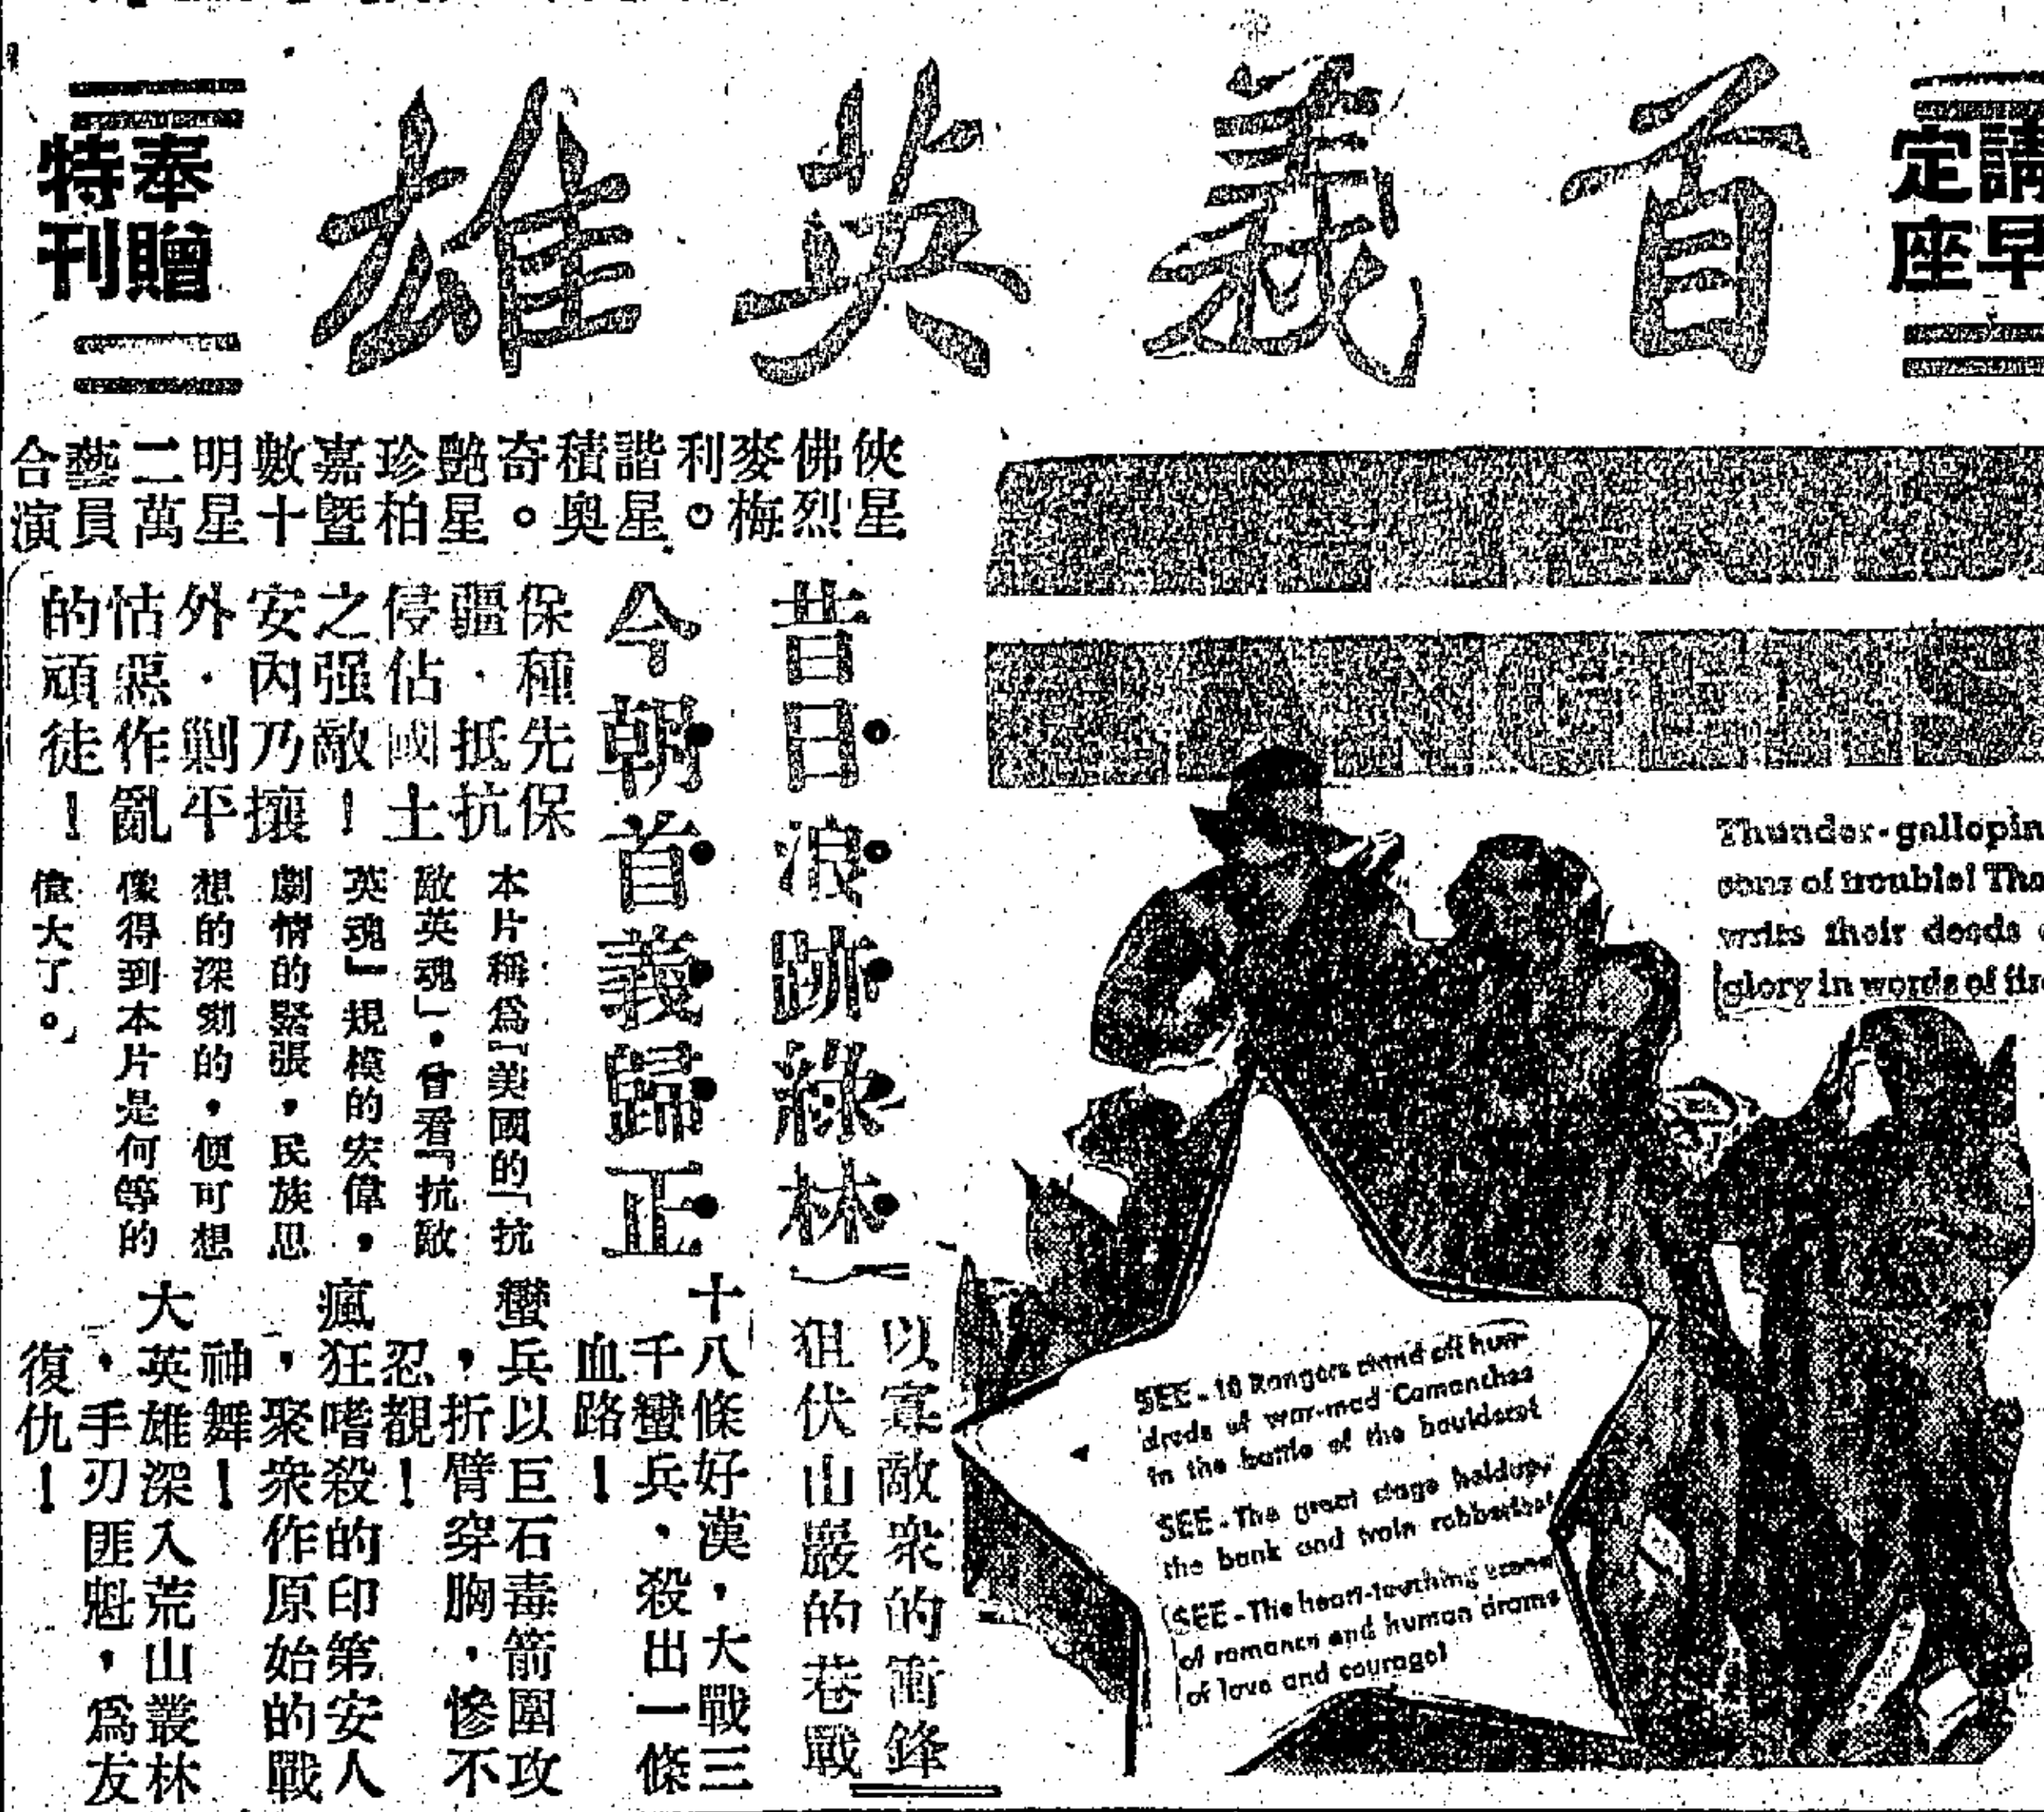 首義英雄
請早
定座
奉贈
特刊
俠星
佛烈
麥梅
利。
諧星
積奧
奇。
艷星
珍柏
嘉暨
數十
明星
二萬
藝員
合演
昔日浪跡綠林
今朝首義歸正
保種先保
疆·抵抗
侵佔國土
之强敵！
安內乃攘
外·剿平
怙惡作亂
的頑徒！
本片稱爲『美國的「抗
敵英魂」，曾看『抗敵
英魂』規模的宏偉，
劇情的緊張，民族思
想的深刻的，便可想
像得到本片是何等的
偉大了。」
以寡敵衆的衝鋒
狙伏山巖的巷戰
十八條好漢，大戰三
千蠻兵·殺出一條
血路！
蠻兵以巨石毒箭圍攻
，折臂穿胸·慘不
忍覩！
瘋狂嗜殺的印第安人
，聚衆作原始的戰
神舞！
大英雄深入荒山叢林
，手刃匪魁，爲友
復仇！
RANGERS
Thunder-gallopin
sons of trouble! Tha
writs their deeds
glory in words of fir
SEE - 18 Rangers stand off hun-
dreds of war-mad Comanches
in the battle of the boulders!
SEE - The great stage holdup,
the bank and train robberies!
SEE - The heart-touching
of romance and human drama
of love and courage!